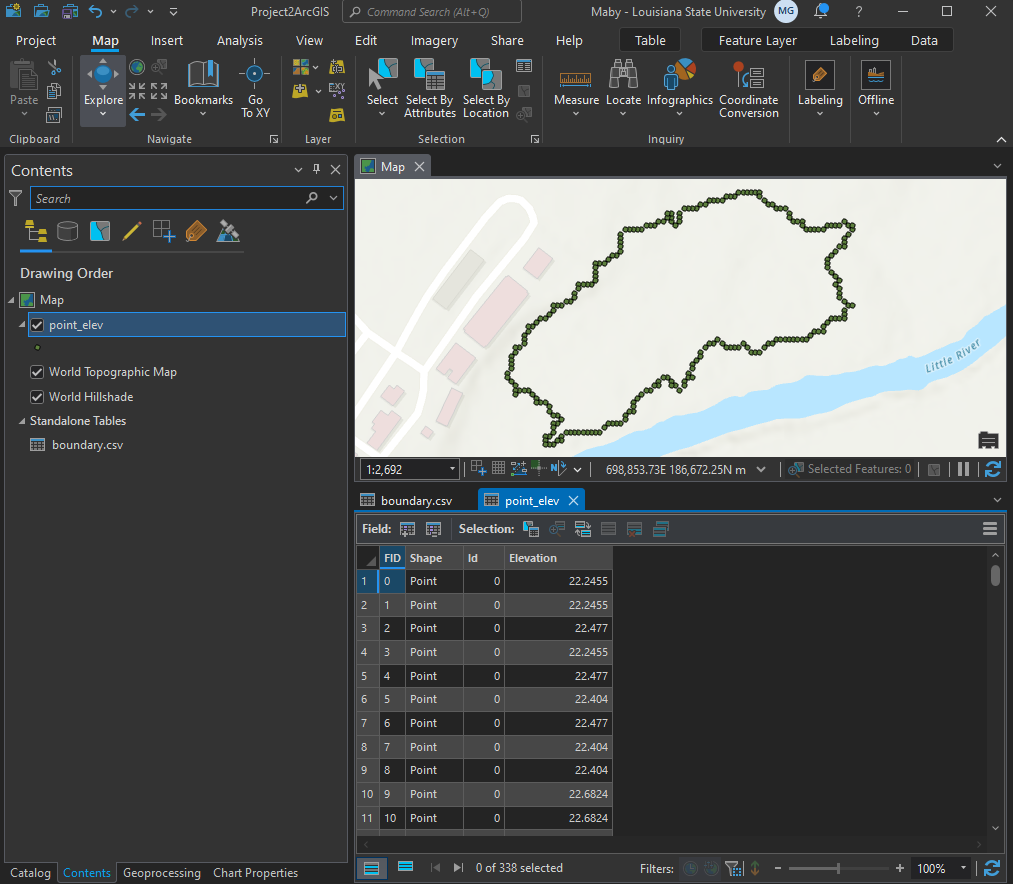 Project2ArcGIS
Command Search (Alt+Q)
Maby - Louisiana State University
MG
?
Project
Map
Insert
Analysis
View
Edit
Imagery
Share
Help
Table
Feature Layer
Labeling
Data
Paste
Explore
Bookmarks
Go
To XY
Select
Select By
Attributes
Select By
Location
Measure
Locate
Infographics
Coordinate
Conversion
Labeling
Offline
Clipboard
Navigate
Layer
Selection
Inquiry
Contents
Search
Drawing Order
Map
point_elev
World Topographic Map
World Hillshade
Standalone Tables
boundary.csv
Map
Little River
1:2,692
698,853.73E 186,672.25N m
Selected Features: 0
boundary.csv
point_elev
Field:
Selection:
FID Shape Id Elevation
1 0 Point 0 22.2455
2 1 Point 0 22.2455
3 2 Point 0 22.477
4 3 Point 0 22.2455
5 4 Point 0 22.477
6 5 Point 0 22.404
7 6 Point 0 22.477
8 7 Point 0 22.404
9 8 Point 0 22.404
10 9 Point 0 22.6824
11 10 Point 0 22.6824
0 of 338 selected
Filters:
100%
Catalog
Contents
Geoprocessing
Chart Properties